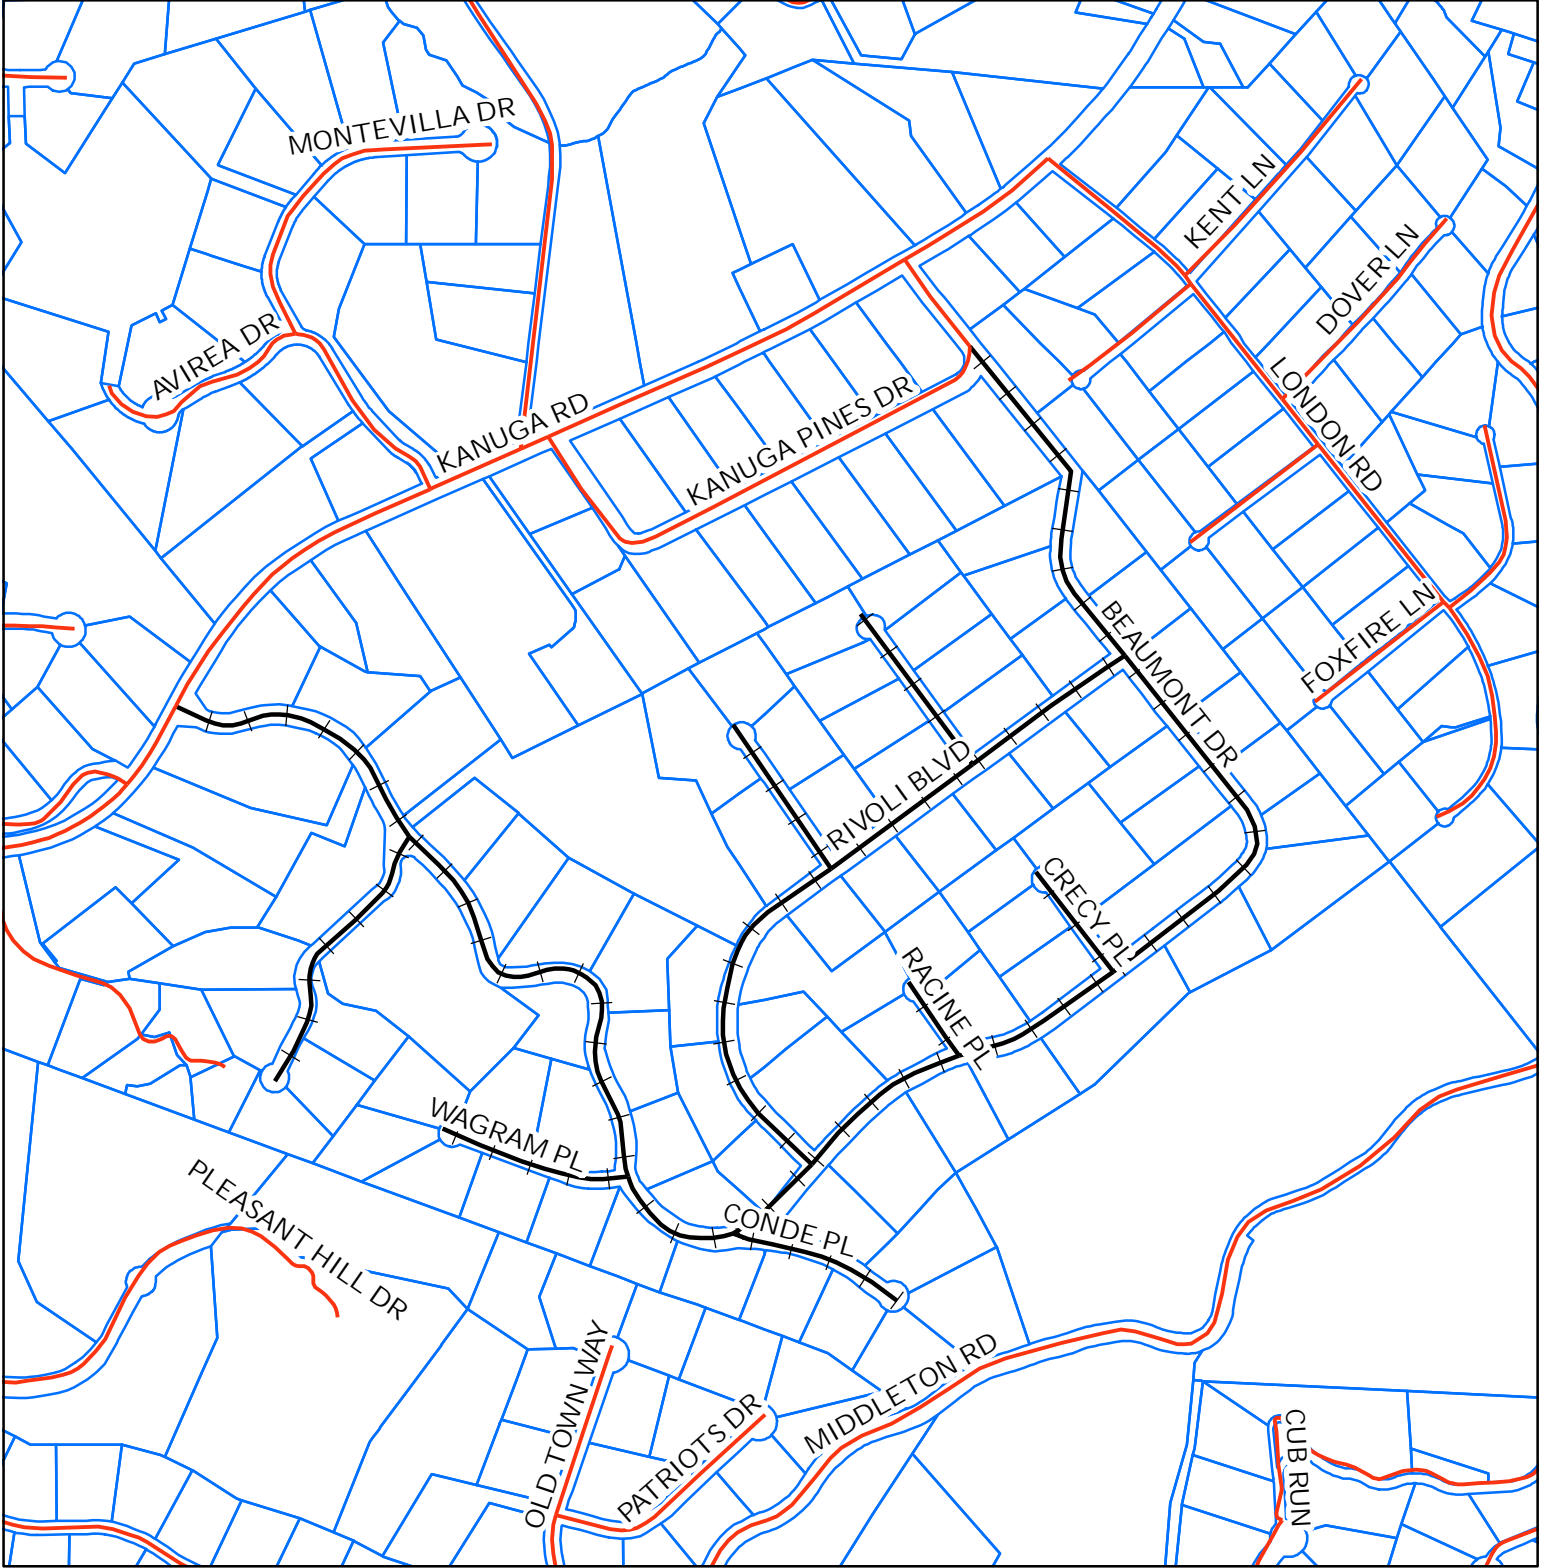 MONTEVILLA DR
KENT LN
DOVER LN
AVIREA DR
KANUGA RD
KANUGA PINES DR
LONDON RD
FOXFIRE LN
BEAUMONT DR
RIVOLI BLVD
CRECY PL
RACINE PL
WAGRAM PL
PLEASANT HILL DR
CONDE PL
OLD TOWN WAY
PATRIOTS DR
MIDDLETON RD
CUB RUN